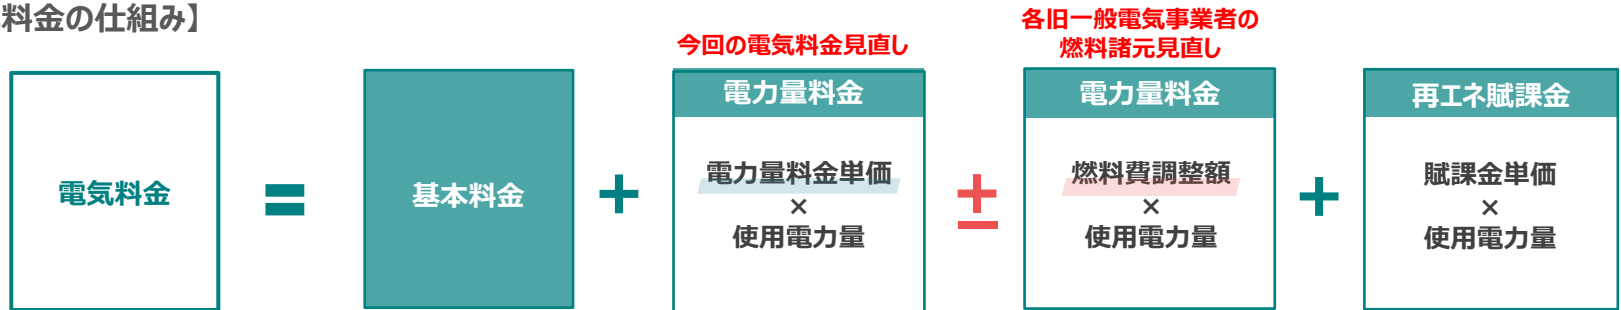 料金の仕組み】
今回の電気料金見直し
各旧一般電気事業者の
燃料諸元見直し
電気料金
=
基本料金
+
電力量料金
電力量料金単価
×
使用電力量
±
電力量料金
燃料費調整額
×
使用電力量
+
再エネ賦課金
賦課金単価
×
使用電力量